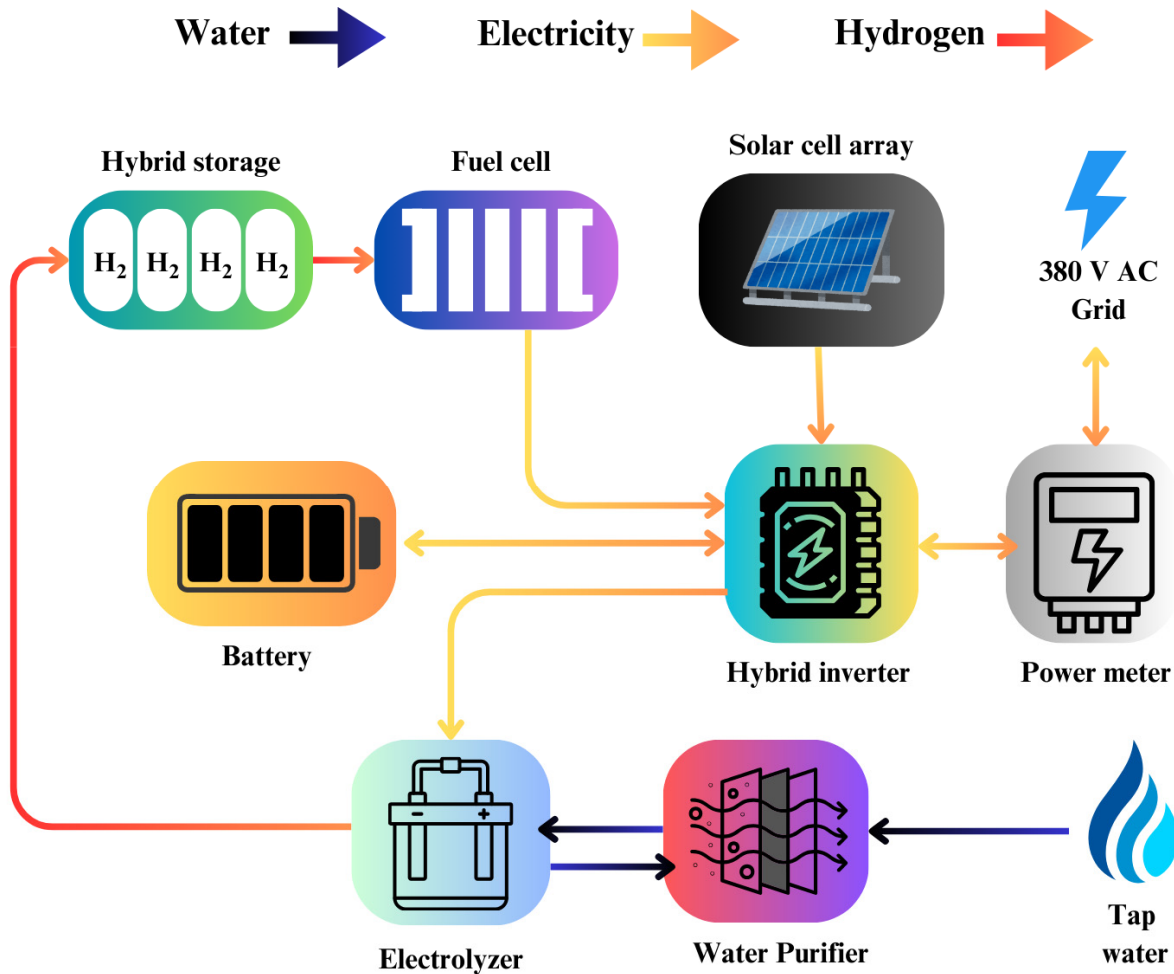 Water
Electricity
Hydrogen
Hybrid storage
Fuel cell
Solar cell array
H₂ H₂ H₂ H₂
380 V AC
Grid
Battery
Hybrid inverter
Power meter
- +
Electrolyzer
Water Purifier
Tap
water